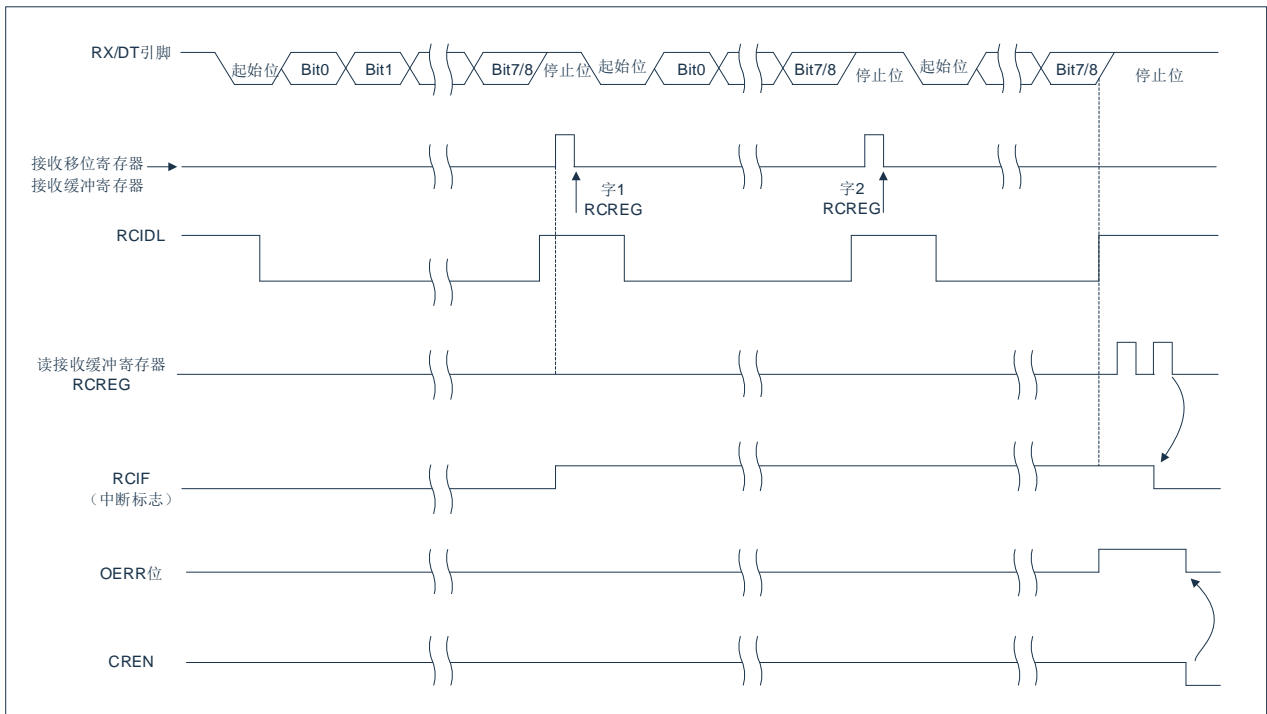 RX/DT引脚
起始位 Bit0 Bit1 Bit7/8 停止位 起始位 Bit0 Bit7/8 停止位 起始位 Bit7/8 停止位
接收移位寄存器
接收缓冲寄存器
字1
RCREG
字2
RCREG
RCIDL
读接收缓冲寄存器
RCREG
RCIF
（中断标志）
OERR位
CREN